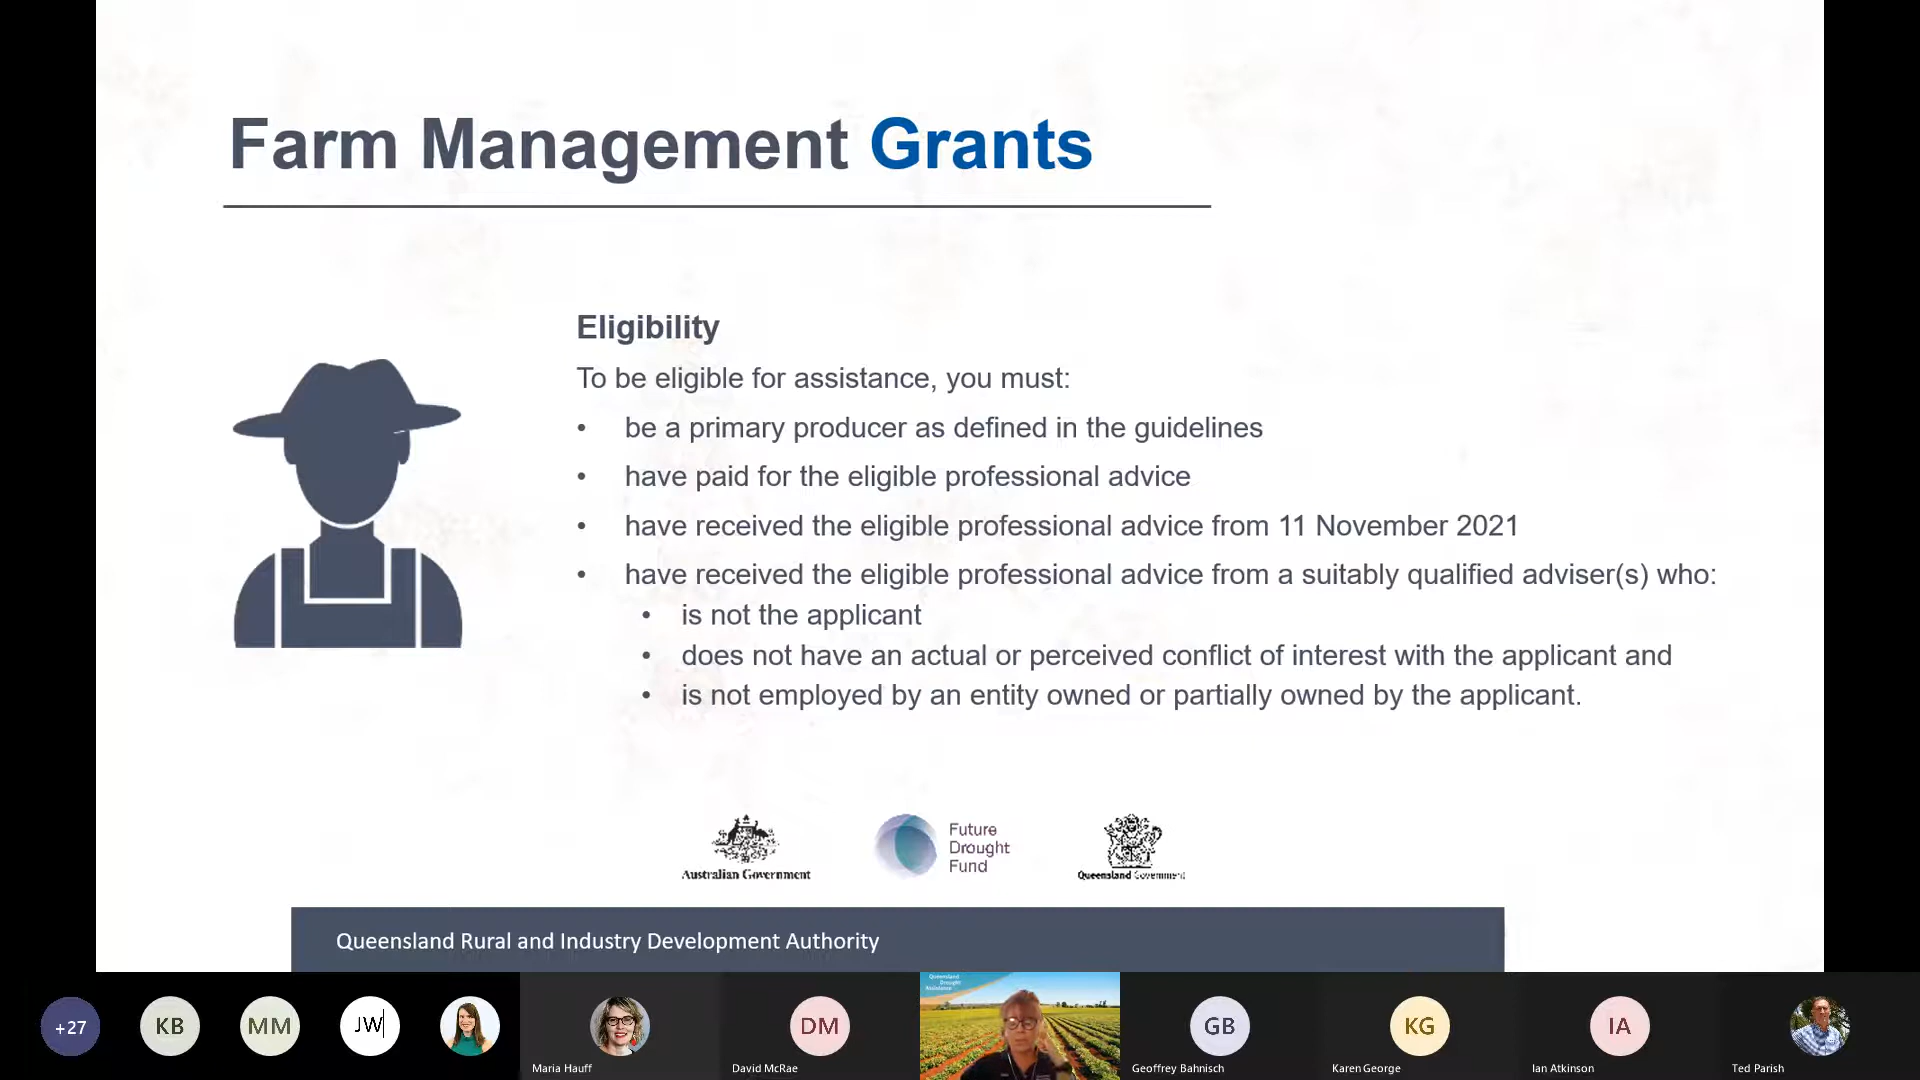 Farm Management Grants
Eligibility
To be eligible for assistance, you must:
• be a primary producer as defined in the guidelines
• have paid for the eligible professional advice
• have received the eligible professional advice from 11 November 2021
• have received the eligible professional advice from a suitably qualified adviser(s) who:
• is not the applicant
• does not have an actual or perceived conflict of interest with the applicant and
• is not employed by an entity owned or partially owned by the applicant.
Australian Government
Future
Drought
Fund
Queensland Government
Queensland Rural and Industry Development Authority
+27
KB
MM
JW
Queensland
Drought
Assistance
DM
GB
KG
IA
Maria Hauff
David McRae
Geoffrey Bahnisch
Karen George
Ian Atkinson
Ted Parish